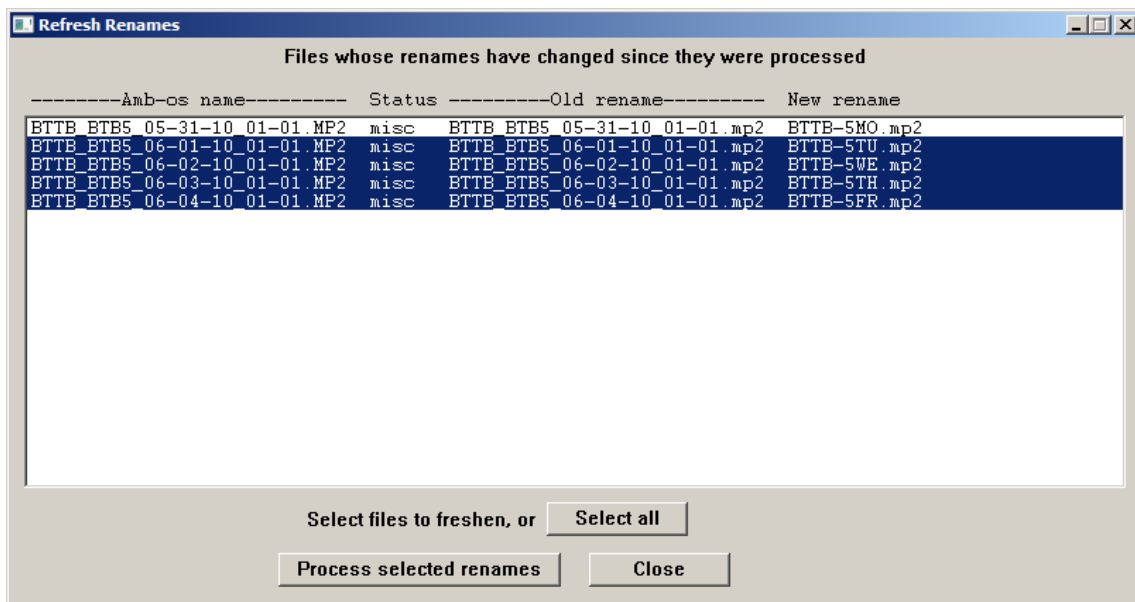 Refresh Renames
Files whose renames have changed since they were processed
--------Amb-os name--------- Status ---------Old rename--------- New rename
BTTB_BTB5_05-31-10_01-01.MP2 misc BTTB_BTB5_05-31-10_01-01.mp2 BTTB-5MO.mp2
BTTB_BTB5_06-01-10_01-01.MP2 misc BTTB_BTB5_06-01-10_01-01.mp2 BTTB-5TU.mp2
BTTB_BTB5_06-02-10_01-01.MP2 misc BTTB_BTB5_06-02-10_01-01.mp2 BTTB-5WE.mp2
BTTB_BTB5_06-03-10_01-01.MP2 misc BTTB_BTB5_06-03-10_01-01.mp2 BTTB-5TH.mp2
BTTB_BTB5_06-04-10_01-01.MP2 misc BTTB_BTB5_06-04-10_01-01.mp2 BTTB-5FR.mp2
Select files to freshen, or Select all
Process selected renames Close